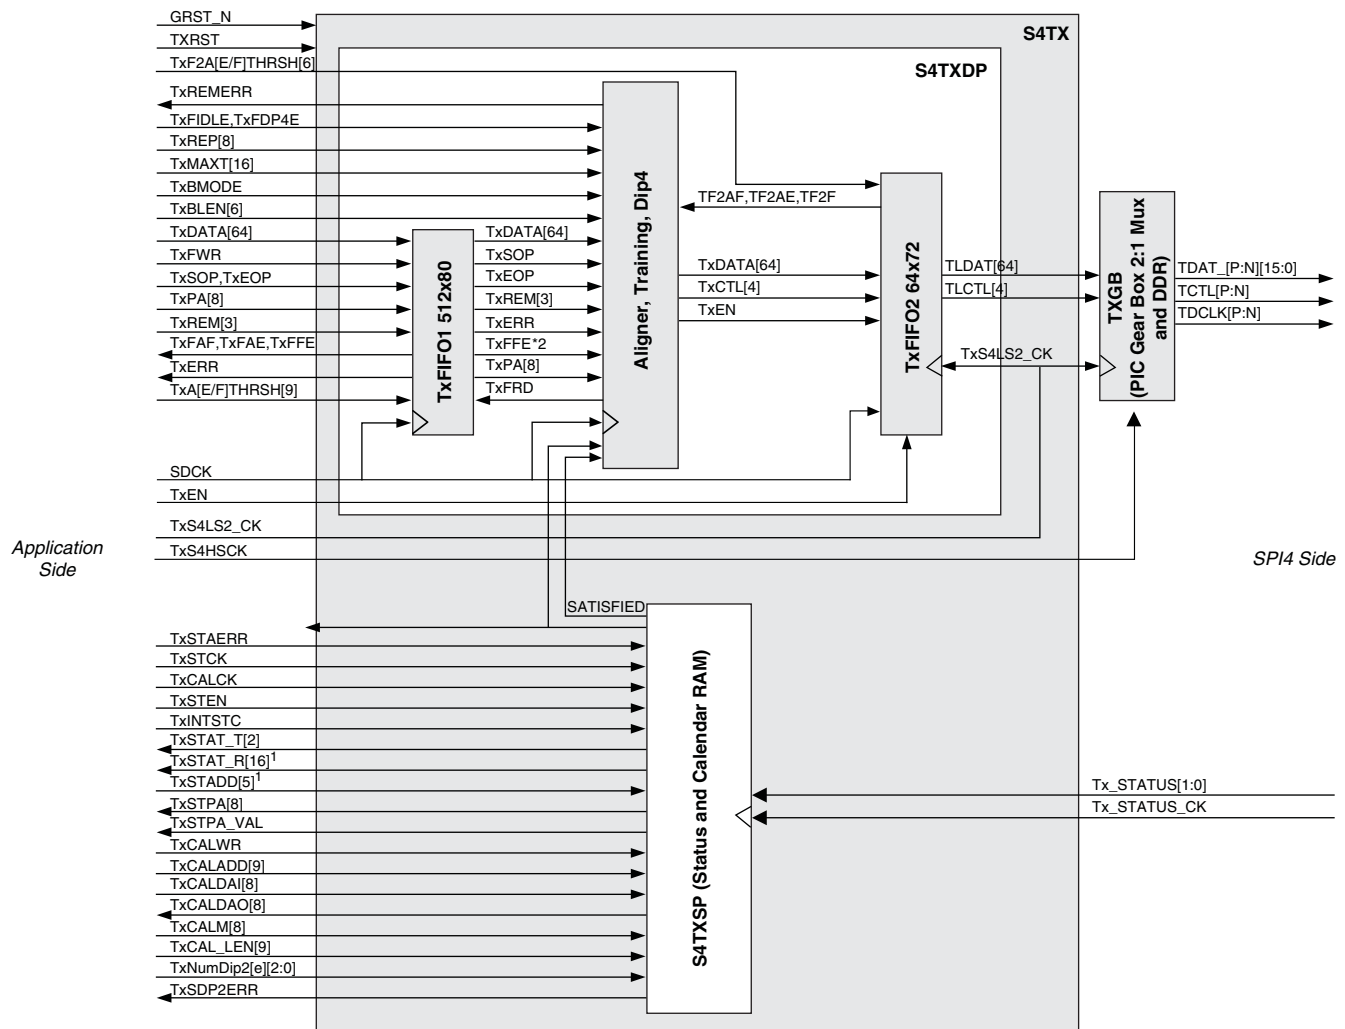 GRST_N
TXRST
TxF2A[E/F]THRSH[6]
TxREMERR
TxFIDLE,TxFDP4E
TxREP[8]
TxMAXT[16]
TxBMODE
TxBLEN[6]
TxDATA[64]
TxFWR
TxSOP,TxEOP
TxPA[8]
TxREM[3]
TxFAF,TxFAE,TxFFE
TxERR
TxA[E/F]THRSH[9]
SDCK
TxEN
TxS4LS2_CK
TxS4HSCK
Application
Side
S4TX
S4TXDP
TxFIFO1 512x80
TxDATA[64]
TxSOP
TxEOP
TxREM[3]
TxERR
TxFFE*2
TxPA[8]
TxFRD
Aligner, Training, Dip4
TF2AF,TF2AE,TF2F
TxDATA[64]
TxCTL[4]
TxEN
TxFIFO2 64x72
TLDAT[64]
TLCTL[4]
TxS4LS2_CK
TXGB
(PIC Gear Box 2:1 Mux
and DDR)
TDAT_[P:N][15:0]
TCTL[P:N]
TDCLK[P:N]
SPI4 Side
SATISFIED
TxSTAERR
TxSTCK
TxCALCK
TxSTEN
TxINTSTC
TxSTAT_T[2]
TxSTAT_R[16]1
TxSTADD[5]1
TxSTPA[8]
TxSTPA_VAL
TxCALWR
TxCALADD[9]
TxCALDAI[8]
TxCALDAO[8]
TxCALM[8]
TxCAL_LEN[9]
TxNumDip2[e][2:0]
TxSDP2ERR
S4TXSP (Status and Calendar RAM)
Tx_STATUS[1:0]
Tx_STATUS_CK